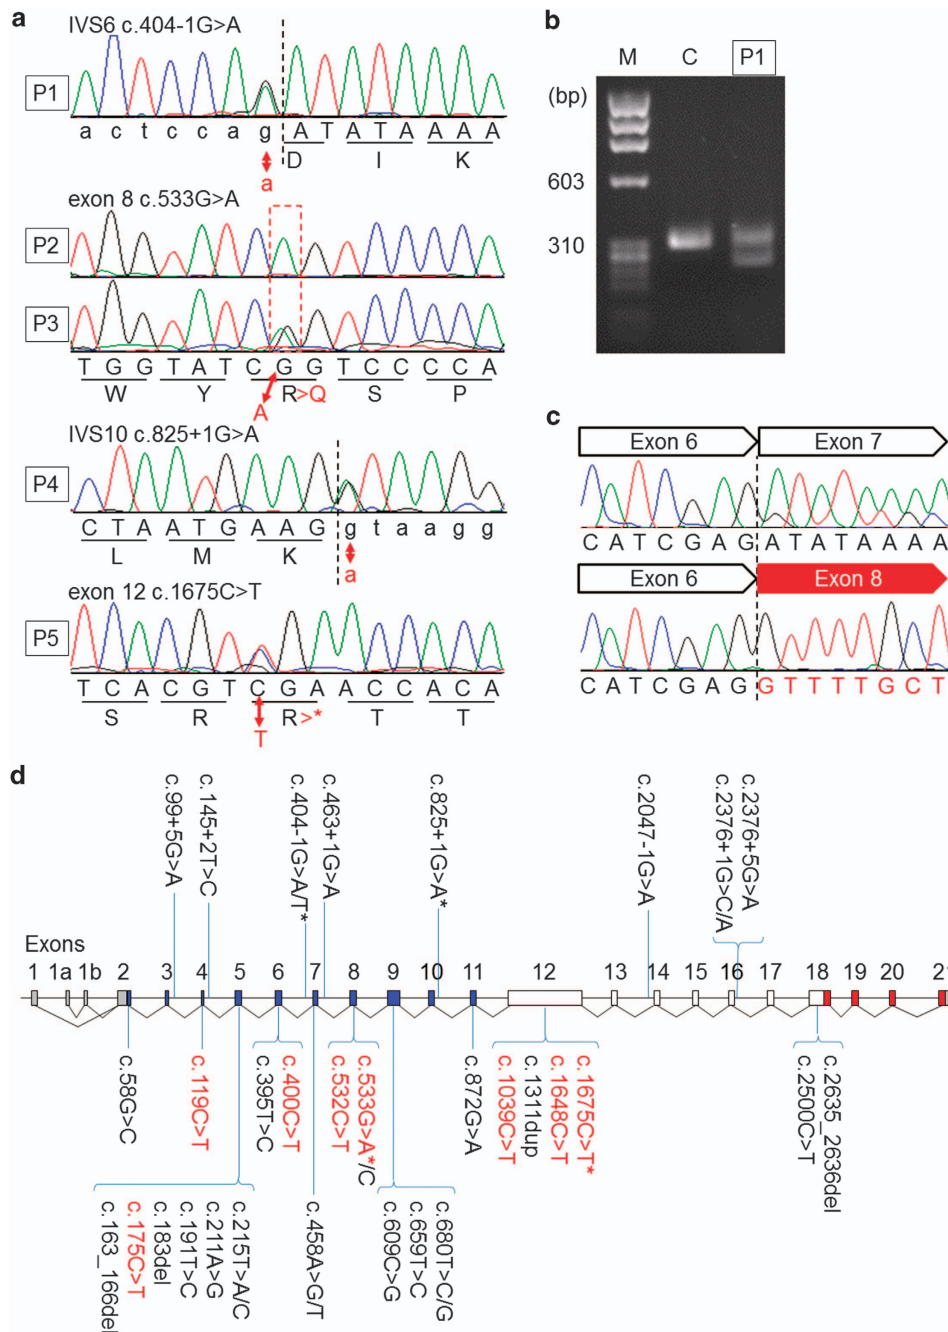 a
IVS6 c.404-1G>A
P1
a c t c c a g A T A T A A A A
D I K
a
exon 8 c.533G>A
P2
P3
T G G T A T C G G T C C C C A
W Y R>Q S P
A
IVS10 c.825+1G>A
P4
C T A A T G A A G g t a a g g
L M K
a
exon 12 c.1675C>T
P5
T C A C G T C G A A C C A C A
S R R>* T T
T
b
M C P1
(bp)
603
310
c
Exon 6 Exon 7
C A T C G A G A T A T A A A A
Exon 6 Exon 8
C A T C G A G G T T T T G C T
d
c.99+5G>A
c.145+2T>C
c.404-1G>A/T*
c.463+1G>A
c.825+1G>A*
c.2047-1G>A
c.2376+1G>C/A
c.2376+5G>A
Exons
1 1a 1b 2 3 4 5 6 7 8 9 10 11 12 13 14 15 16 17 18 19 20 21
c.58G>C
c.119C>T
c.395T>C
c.400C>T
c.532C>T
c.533G>A*/C
c.872G>A
c.1039C>T
c.1311dup
c.1648C>T
c.1675C>T*
c.2500C>T
c.2635_2636del
c.163_166del
c.175C>T
c.183del
c.191T>C
c.211A>G
c.215T>A/C
c.458A>G/T
c.609C>G
c.659T>C
c.680T>C/G